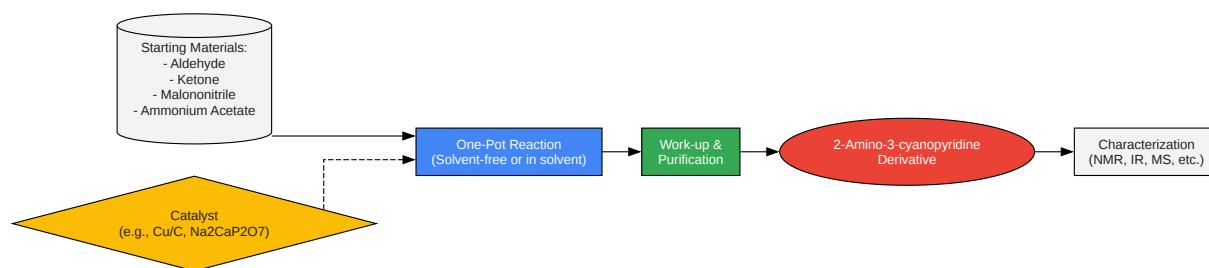 Starting Materials:
- Aldehyde
- Ketone
- Malononitrile
- Ammonium Acetate
One-Pot Reaction
(Solvent-free or in solvent)
Work-up &
Purification
2-Amino-3-cyanopyridine
Derivative
Characterization
(NMR, IR, MS, etc.)
Catalyst
(e.g., Cu/C, Na2CaP2O7)